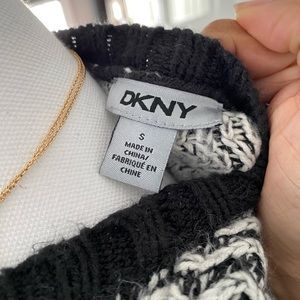 DKNY
S
MADE IN
CHINA/
FABRIQUÉ EN
CHINE